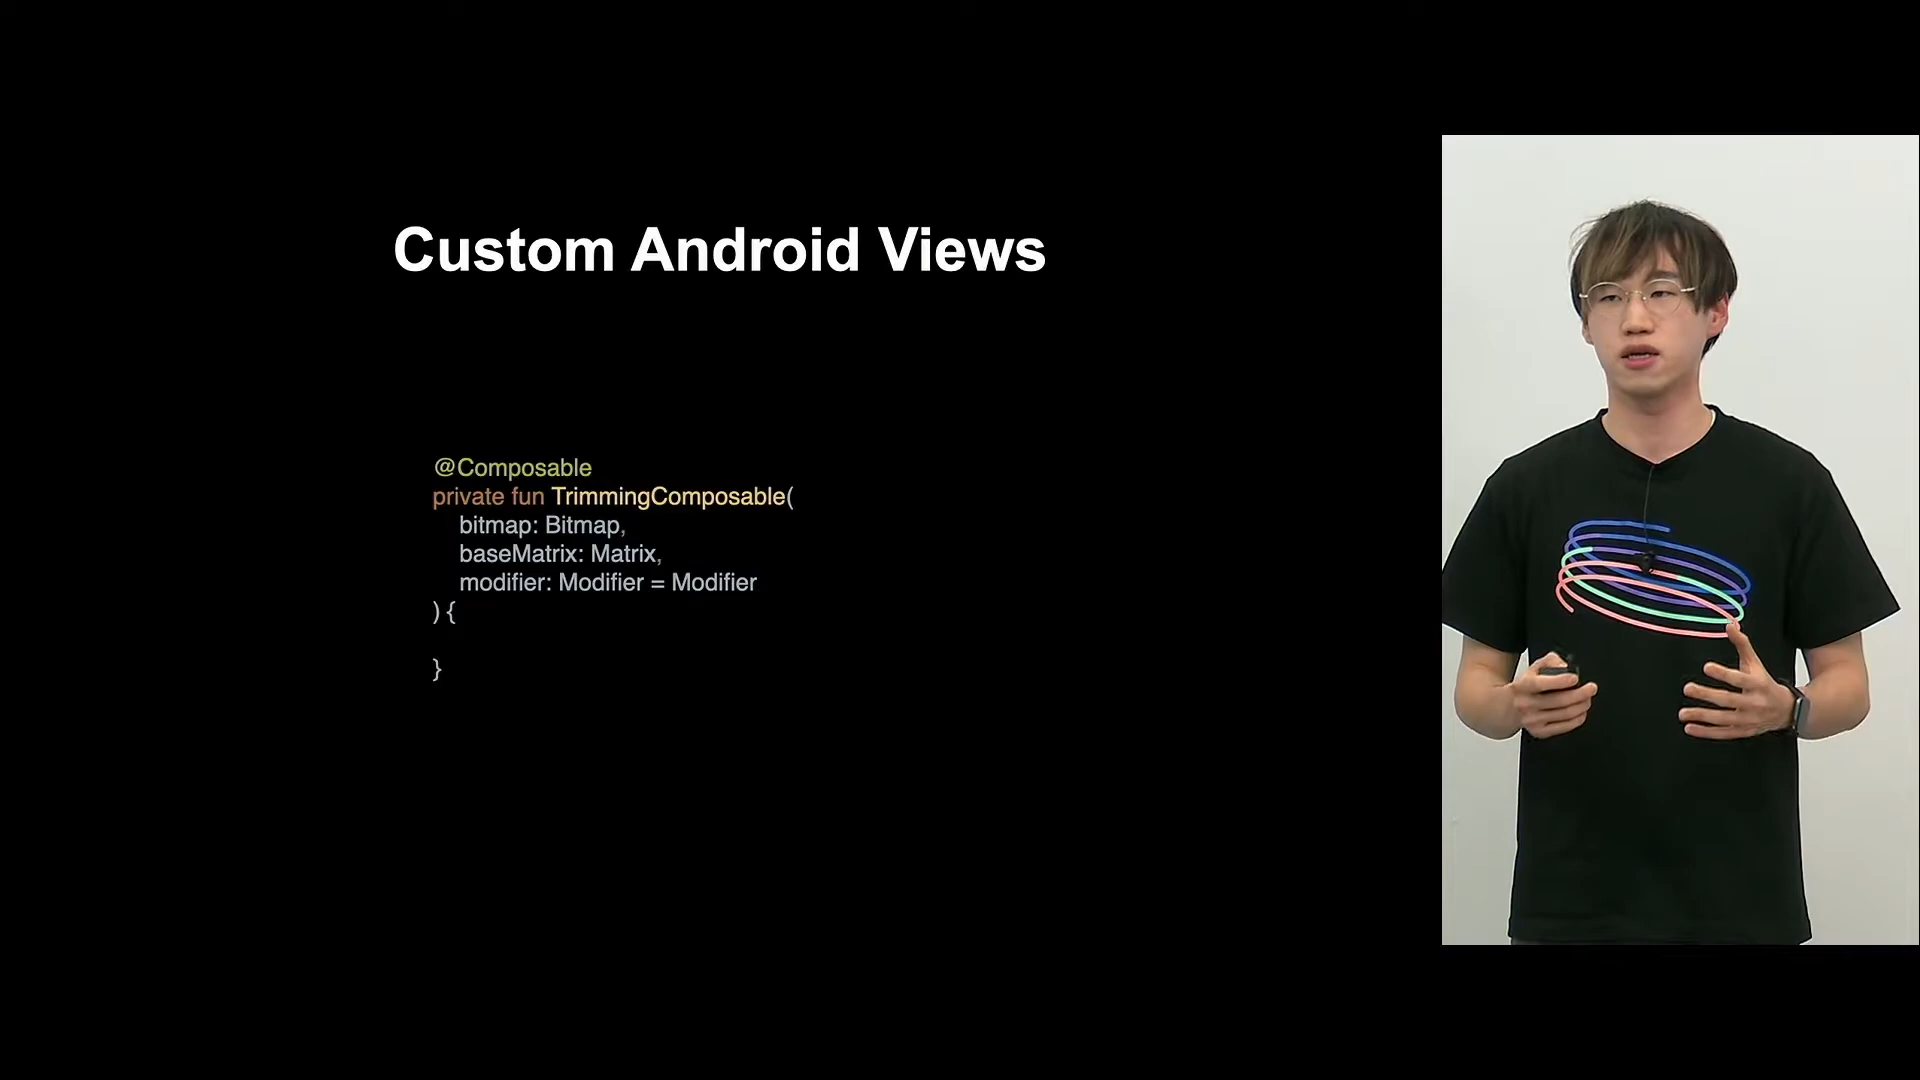 Custom Android Views
@Composable
private fun TrimmingComposable(
bitmap: Bitmap,
baseMatrix: Matrix,
modifier: Modifier = Modifier
) {
}